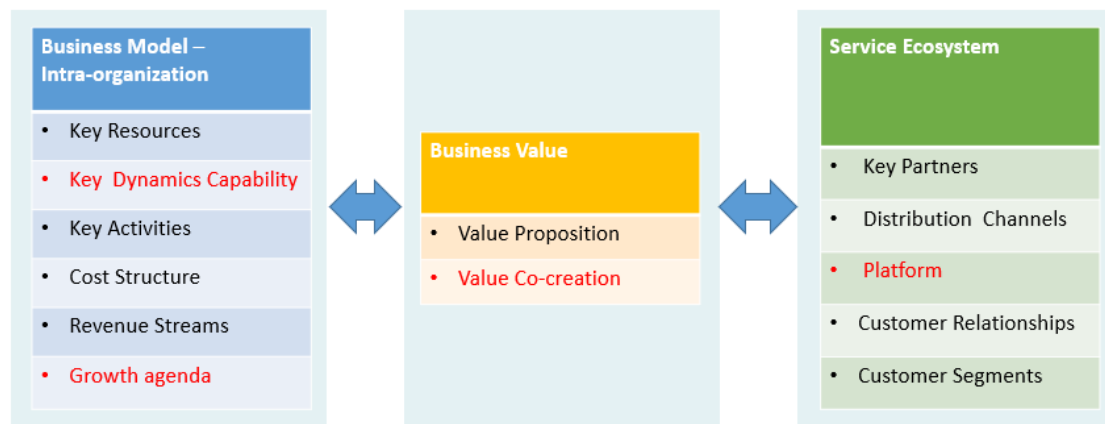 Business Model –
Intra-organization
• Key Resources
• Key Dynamics Capability
• Key Activities
• Cost Structure
• Revenue Streams
• Growth agenda
Business Value
• Value Proposition
• Value Co-creation
Service Ecosystem
• Key Partners
• Distribution Channels
• Platform
• Customer Relationships
• Customer Segments